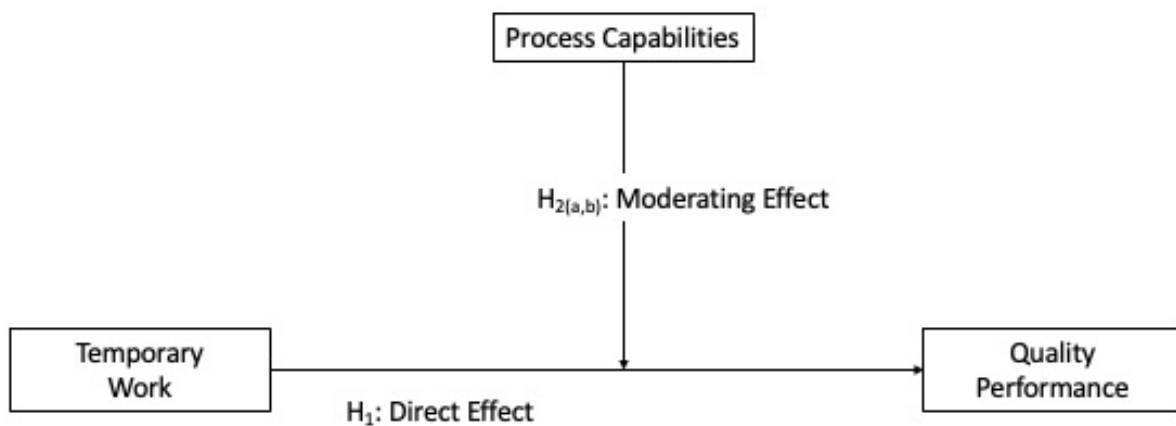 Process Capabilities
H2(a,b): Moderating Effect
Temporary
Work
Quality
Performance
H1: Direct Effect